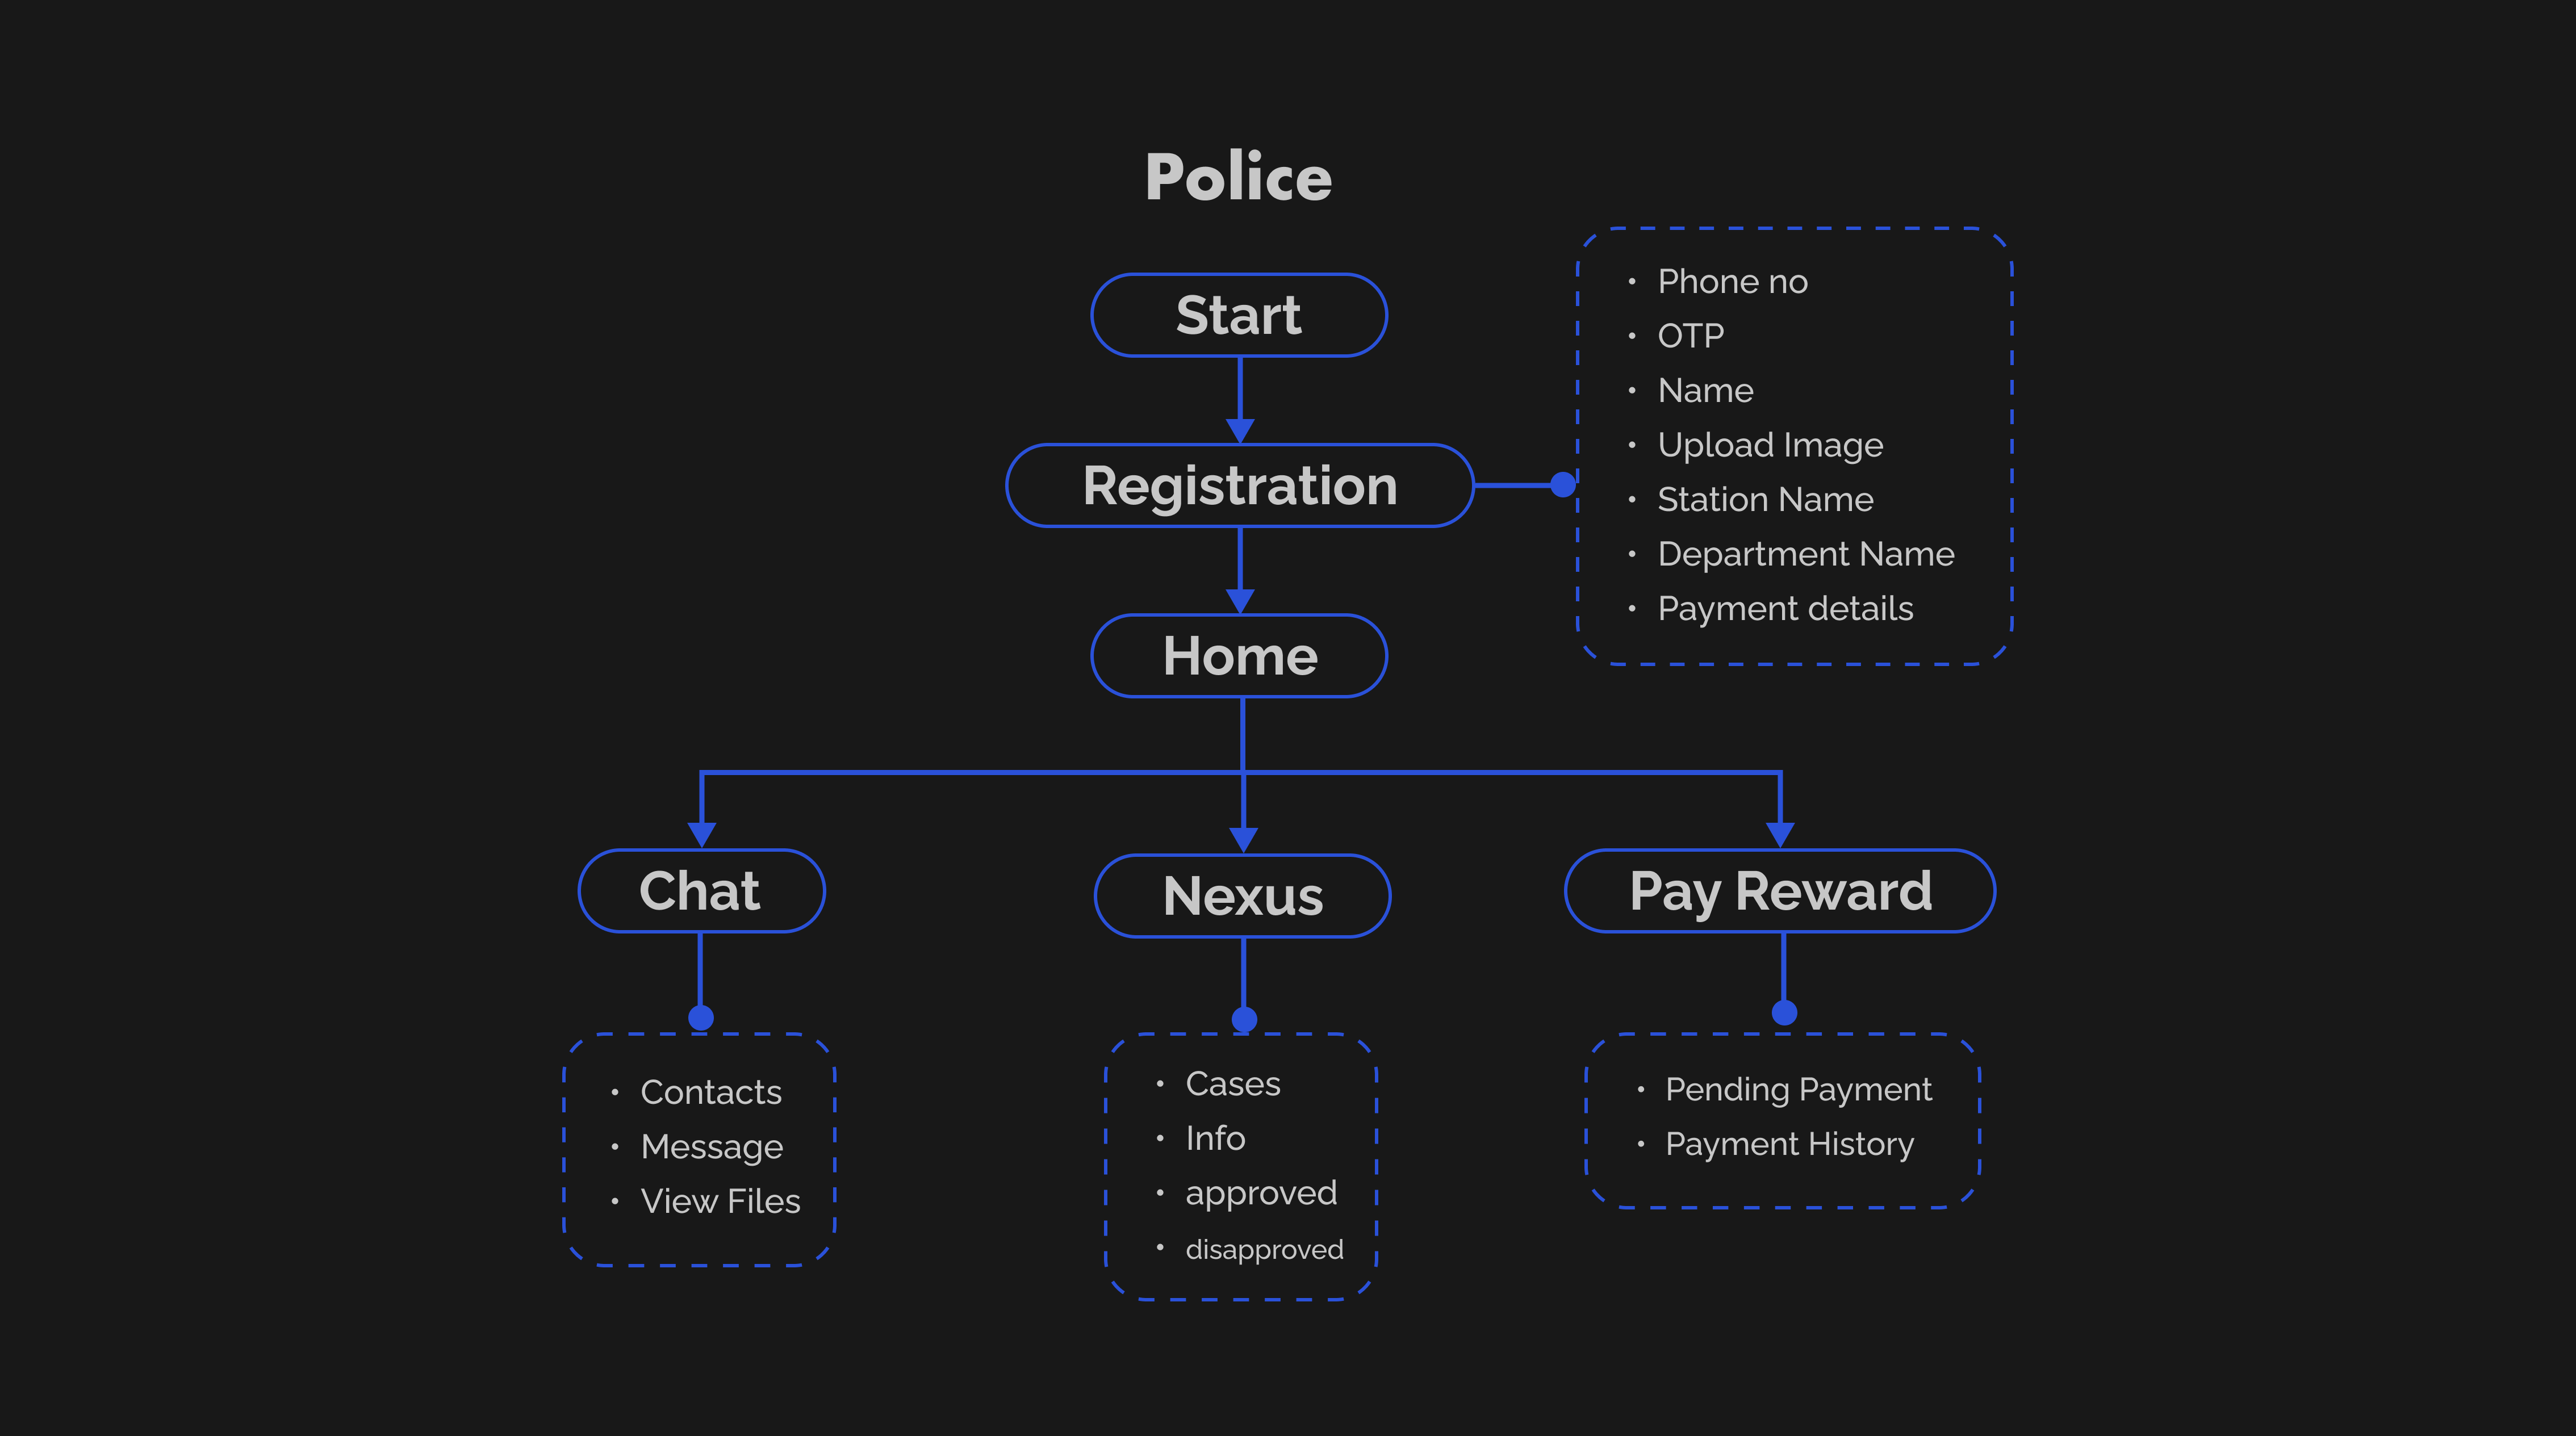 Police
Start
Registration
• Phone no
• OTP
• Name
• Upload Image
• Station Name
• Department Name
• Payment details
Home
Chat
Nexus
Pay Reward
• Contacts
• Message
• View Files
• Cases
• Info
• approved
• disapproved
• Pending Payment
• Payment History